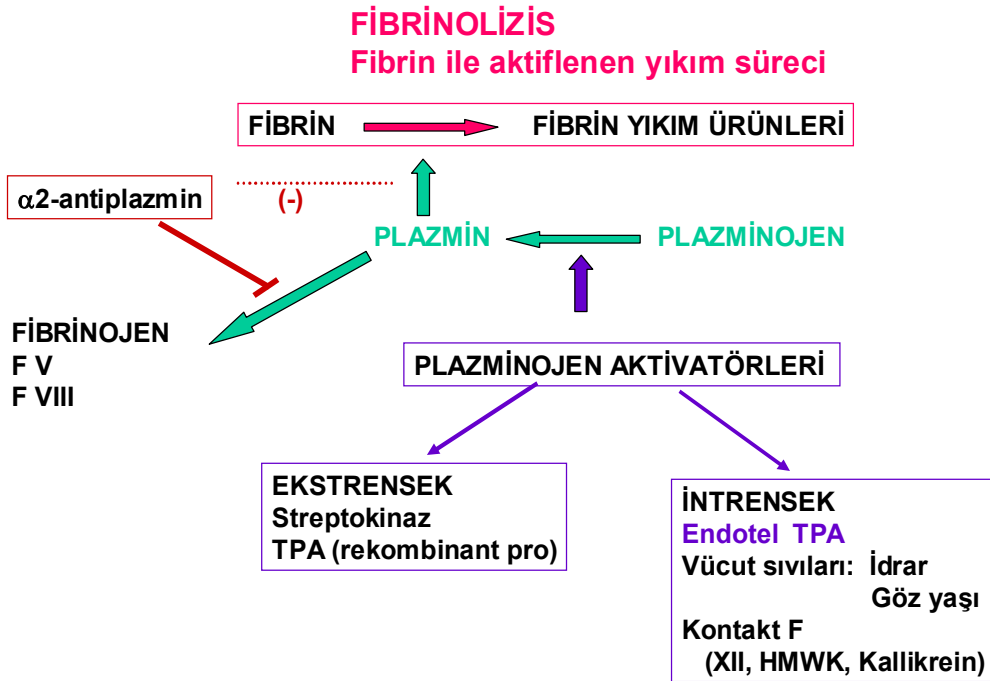 FİBRİNOLİZİS
Fibrin ile aktiflenen yıkım süreci
FİBRİN
FİBRİN YIKIM ÜRÜNLERİ
α2-antiplazmin
(-)
PLAZMİN
PLAZMINOJEN
FİBRİNOJEN
F V
F VIII
PLAZMİNOJEN AKTİVATÖRLERİ
EKSTRENSEK
Streptokinaz
TPA (rekombinant pro)
İNTRENSEK
Endotel TPA
Vücut sıvıları: İdrar
Göz yaşı
Kontakt F
(XII, HMWK, Kallikrein)